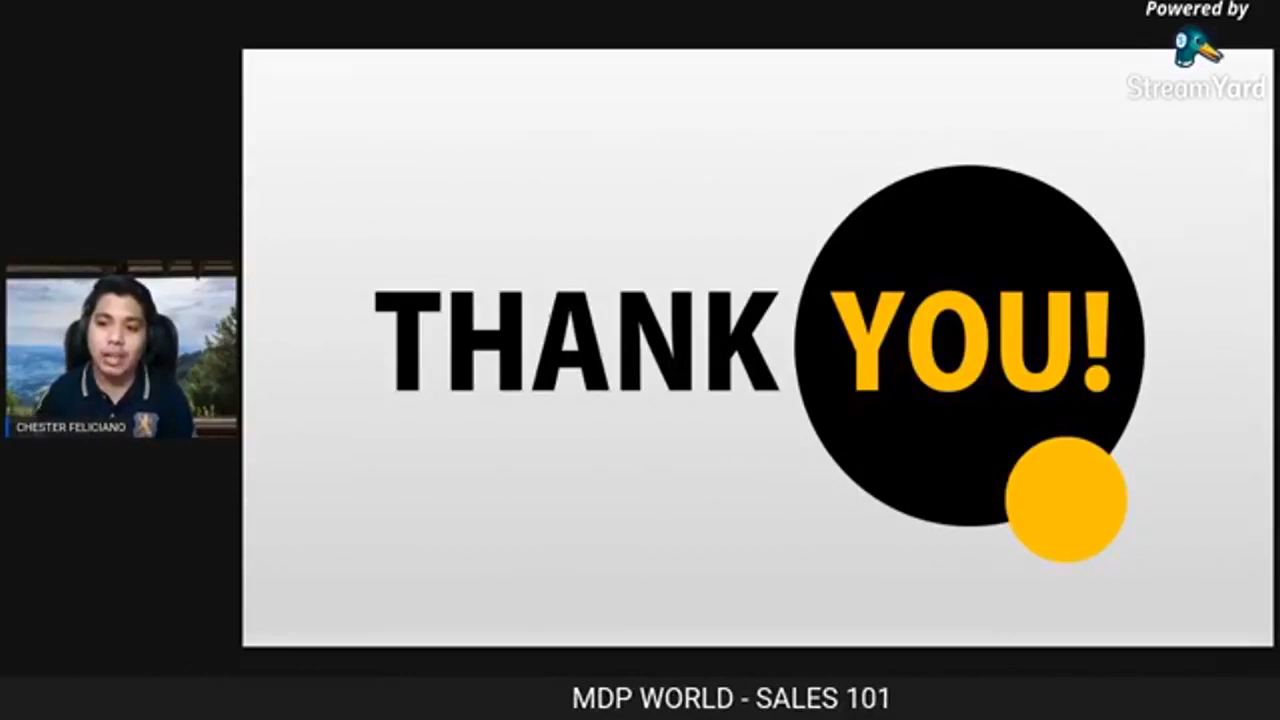 Powered by
StreamYard
THANK YOU!
CHESTER FELICIANO
MDP WORLD - SALES 101